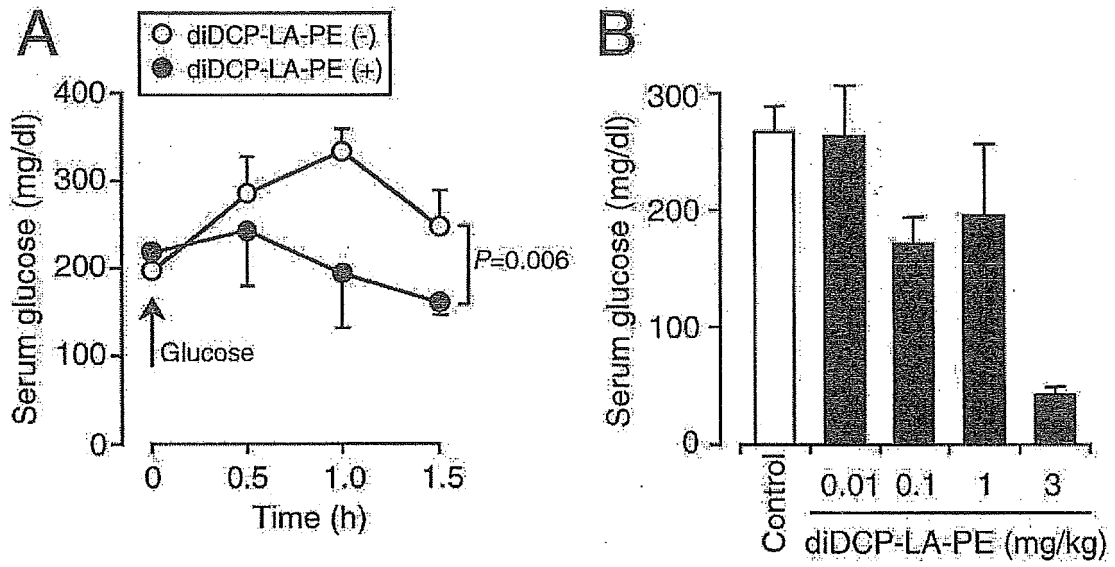 A
diDCP-LA-PE (-)
diDCP-LA-PE (+)
Serum glucose (mg/dl)
400
300
200
100
0
P=0.006
Glucose
0 0.5 1.0 1.5
Time (h)
B
Serum glucose (mg/dl)
300
200
100
0
Control
0.01 0.1 1 3
diDCP-LA-PE (mg/kg)